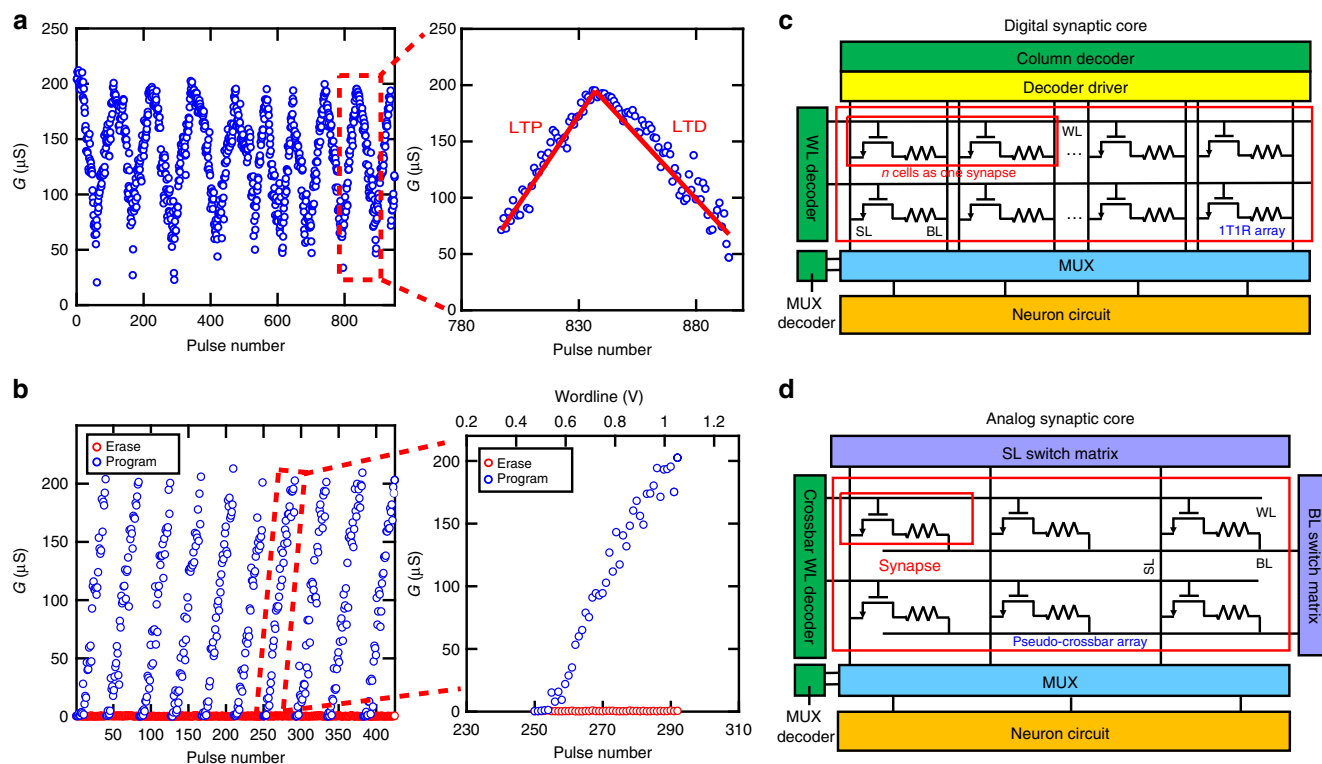 a
250
200
150
100
50
0
G (μS)
0
200
400
600
800
Pulse number
250
200
150
100
50
0
G (μS)
LTP
LTD
780
830
880
Pulse number
b
Erase
Program
200
150
100
50
0
G (μS)
50
100
150
200
250
300
350
400
Pulse number
Wordline (V)
0.2
0.4
0.6
0.8
1
1.2
Erase
Program
250
200
150
100
50
0
G (μS)
230
250
270
290
310
Pulse number
c
Digital synaptic core
Column decoder
Decoder driver
WL decoder
WL
...
n cells as one synapse
...
SL
BL
1T1R array
MUX
MUX
decoder
Neuron circuit
d
Analog synaptic core
SL switch matrix
Crossbar WL decoder
BL switch matrix
WL
Synapse
SL
BL
Pseudo-crossbar array
MUX
MUX
decoder
Neuron circuit